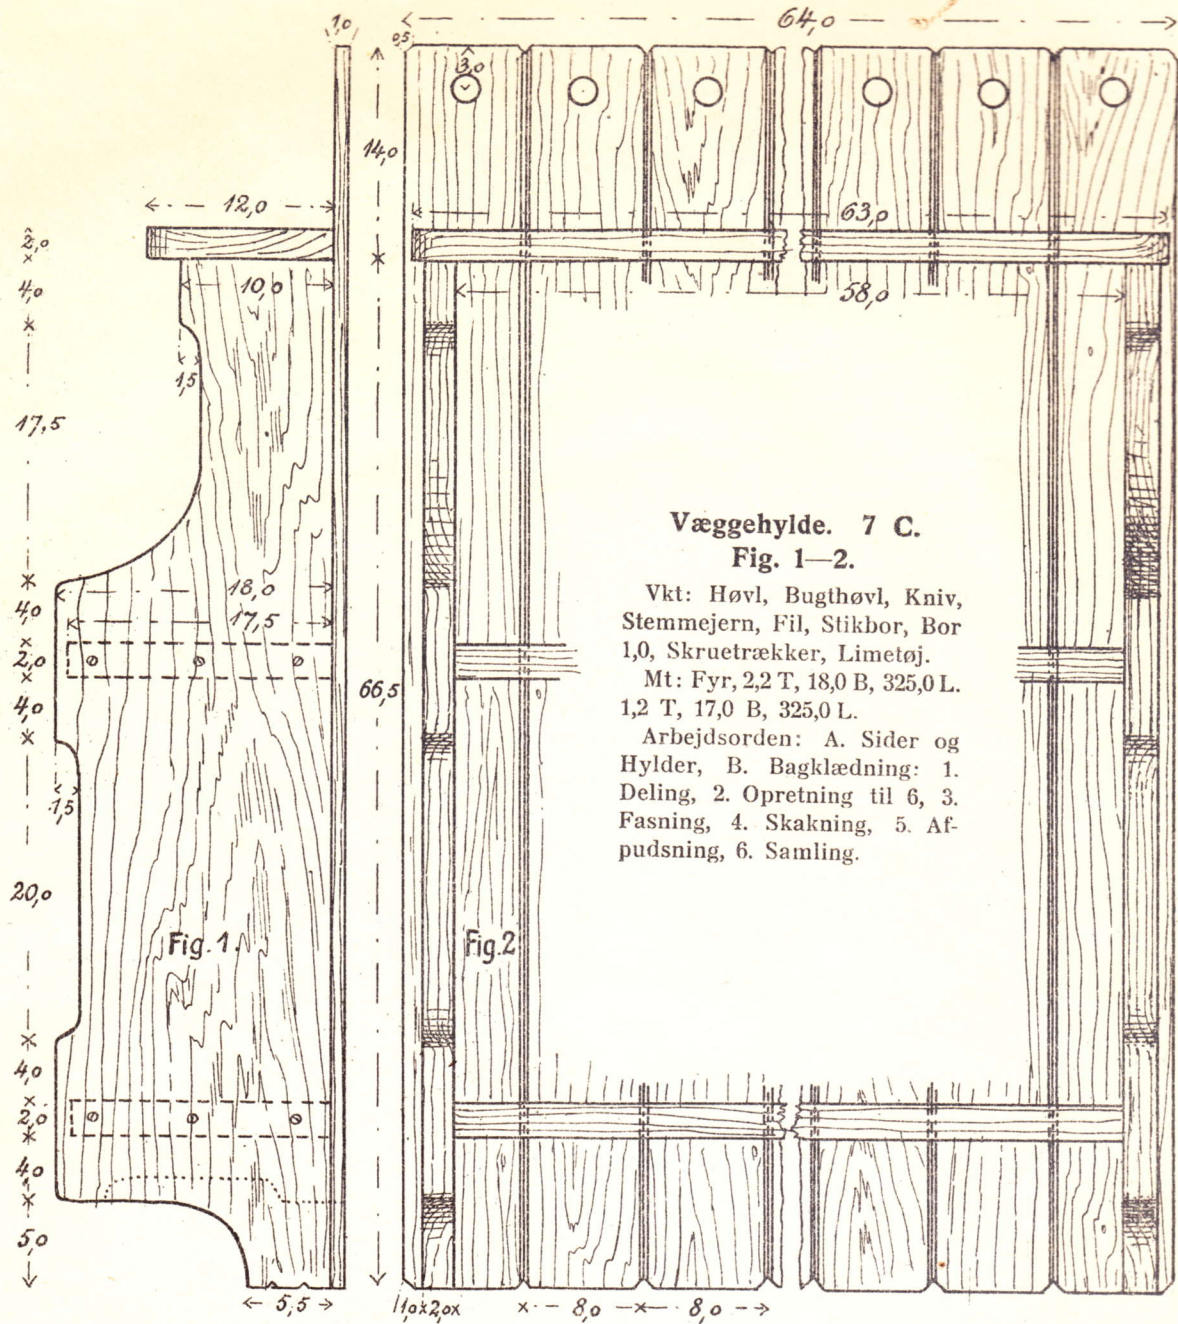 1,0
0,5
64,0
3,0
14,0
12,0
63,0
2,0
4,0
10,0
58,0
1,5
17,5
Væggehylde. 7 C.
Fig. 1—2.
Vkt: Høvl, Bugthøvl, Kniv,
Stemmejern, Fil, Stikbor, Bor
1,0, Skruetrækker, Limetøj.
Mt: Fyr, 2,2 T, 18,0 B, 325,0 L.
1,2 T, 17,0 B, 325,0 L.
Arbejdsorden: A. Sider og
Hylder, B. Bagklædning: 1.
Deling, 2. Opretning til 6, 3.
Fasning, 4. Skakning, 5. Af-
pudsning, 6. Samling.
18,0
4,0
17,5
2,0
66,5
4,0
1,5
20,0
Fig. 1.
Fig. 2
4,0
2,0
4,0
5,0
5,5
1,0x2,0x
x 8,0 x 8,0